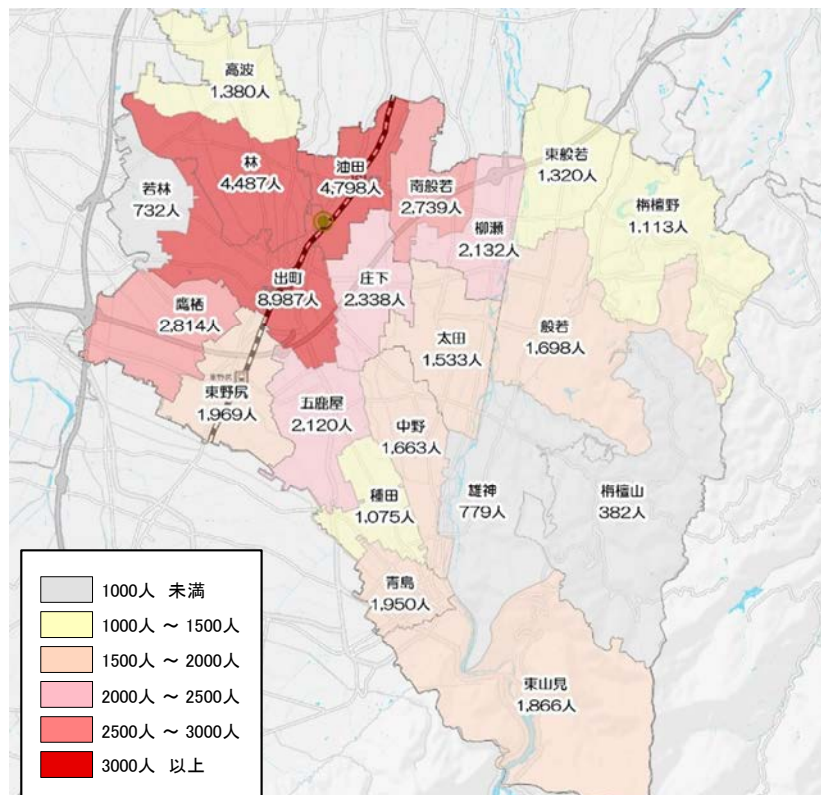 高波
1,380人
林
4,487人
油田
4,798人
若林
732人
南般若
2,739人
東般若
1,320人
栴檀野
1,113人
柳瀬
2,132人
出町
8,987人
庄下
2,338人
鷹栖
2,814人
太田
1,533人
般若
1,698人
東野尻
東野尻
1,969人
五鹿屋
2,120人
中野
1,663人
種田
1,075人
雄神
779人
栴檀山
382人
青島
1,950人
東山見
1,866人
1000人 未満
1000人 ～ 1500人
1500人 ～ 2000人
2000人 ～ 2500人
2500人 ～ 3000人
3000人 以上